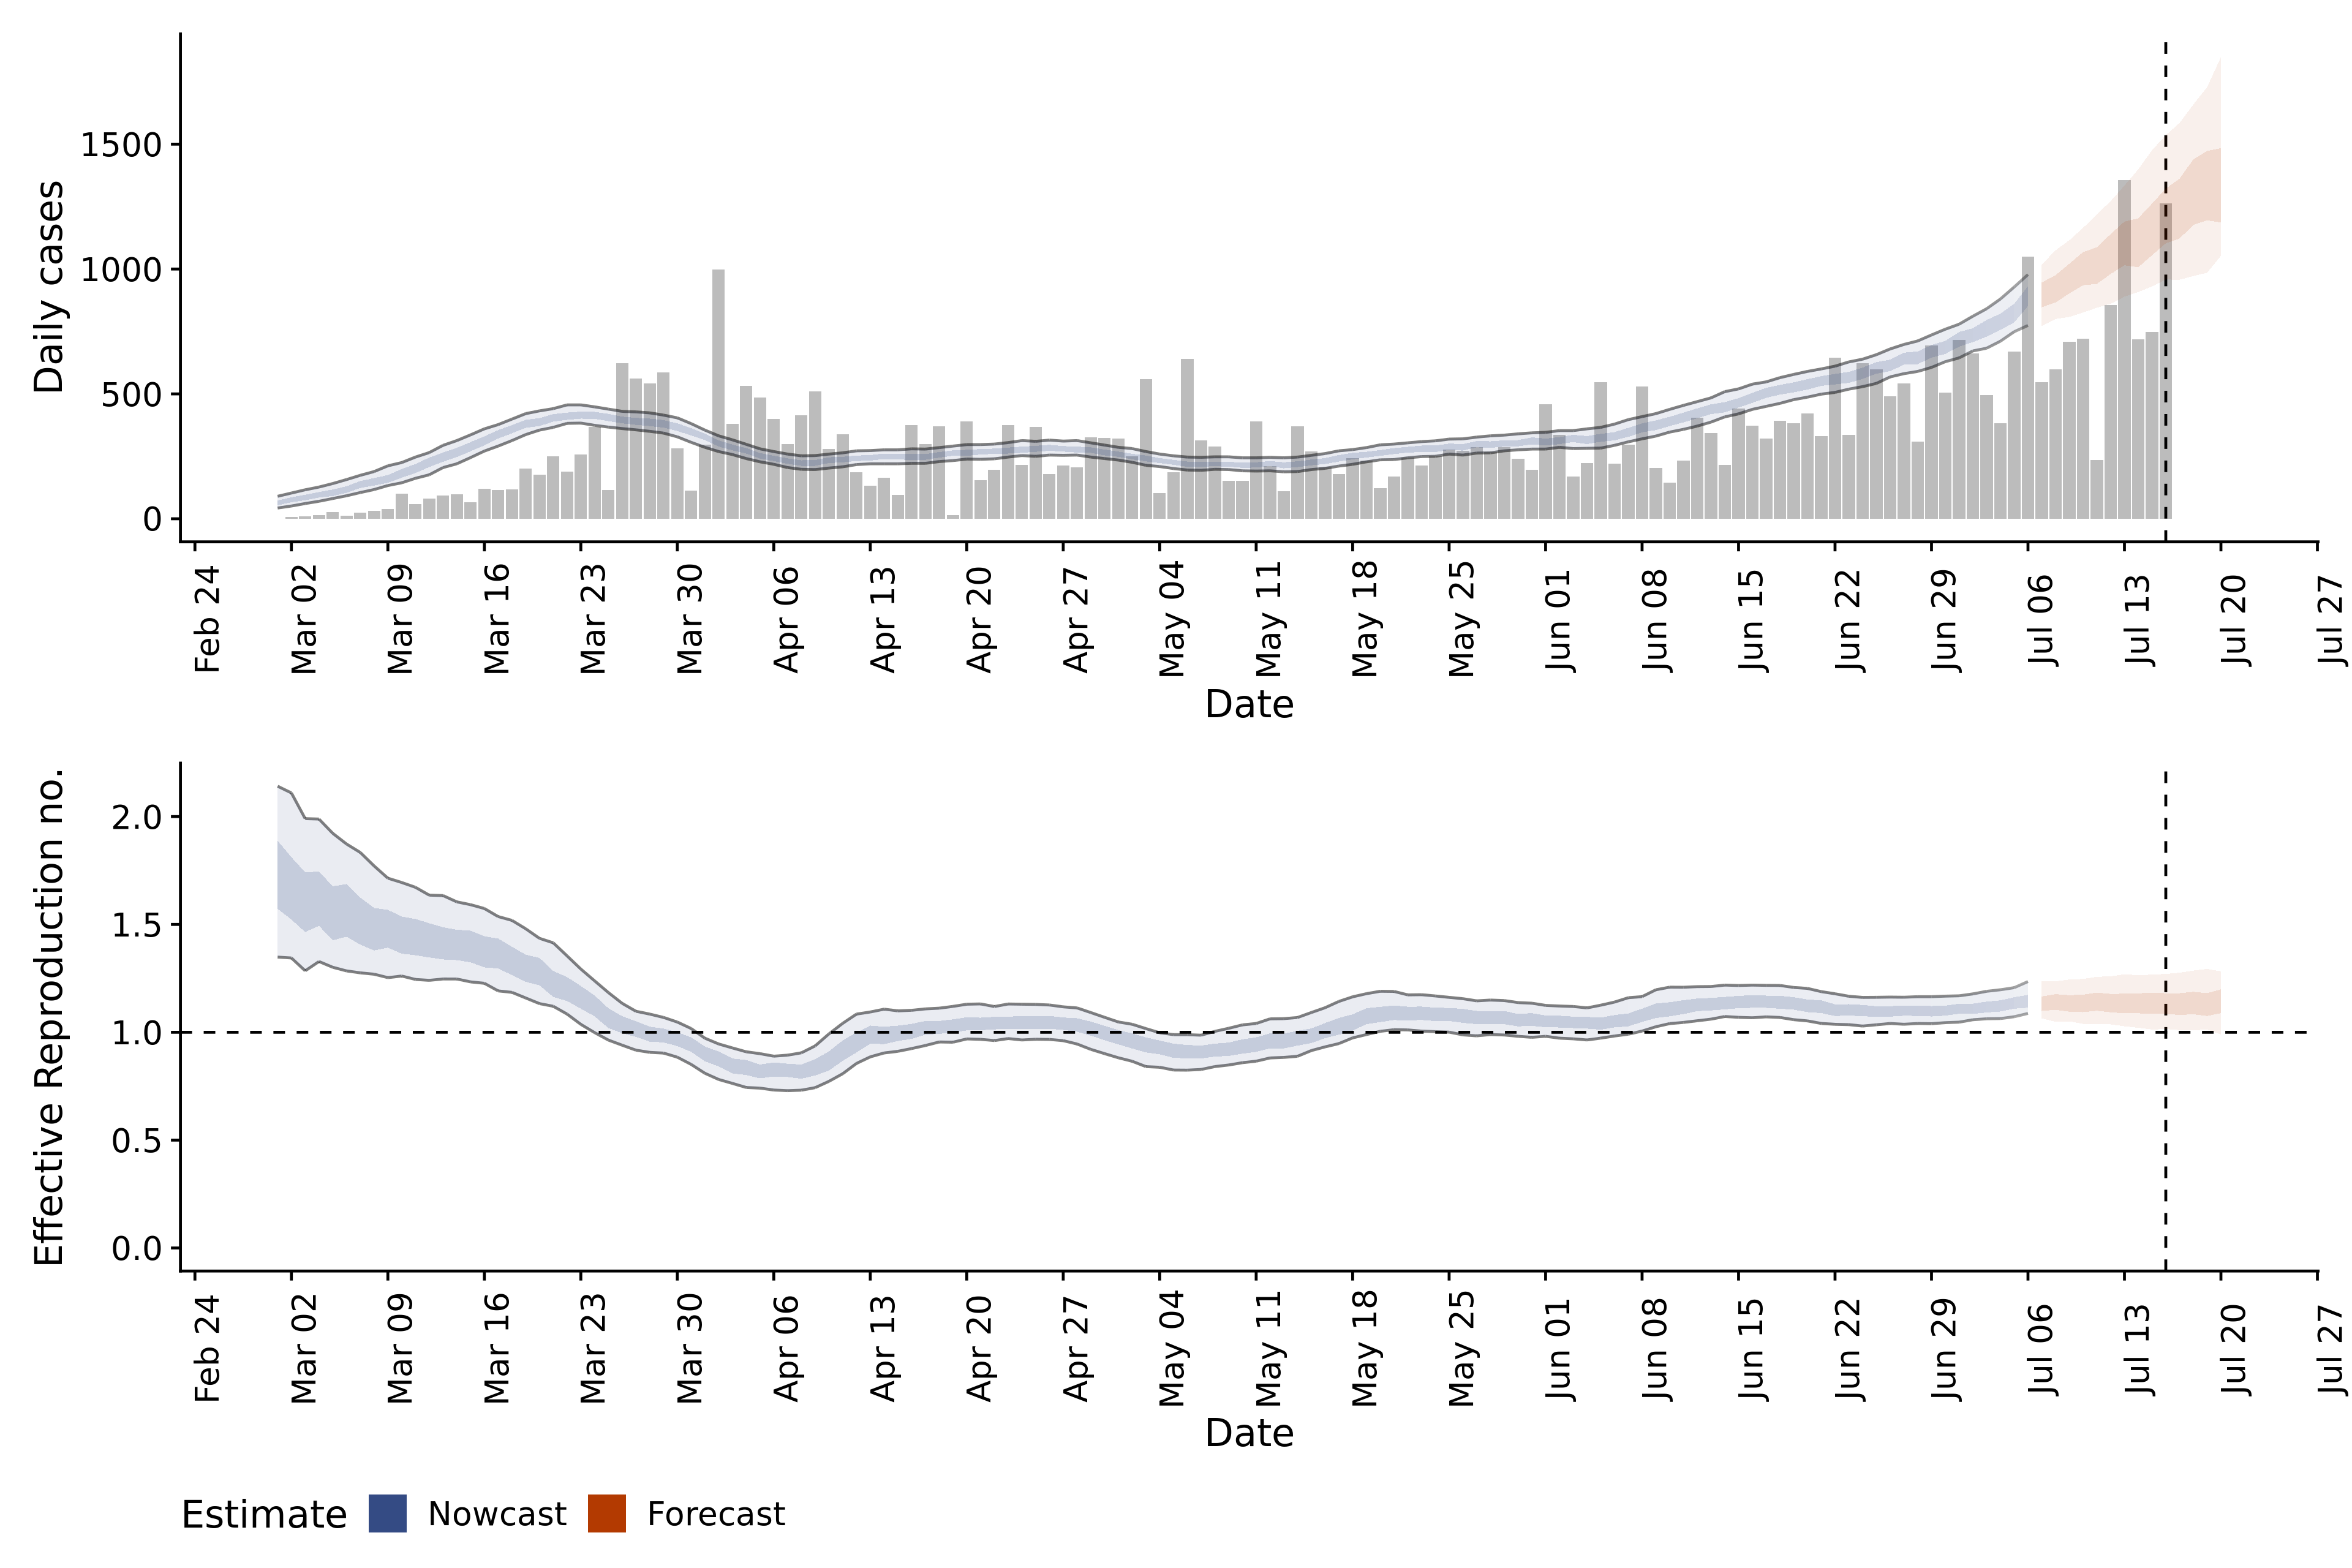 Daily cases
1500
1000
500
0
Feb 24
Mar 02
Mar 09
Mar 16
Mar 23
Mar 30
Apr 06
Apr 13
Apr 20
Apr 27
May 04
May 11
May 18
May 25
Jun 01
Jun 08
Jun 15
Jun 22
Jun 29
Jul 06
Jul 13
Jul 20
Jul 27
Date
Effective Reproduction no.
2.0
1.5
1.0
0.5
0.0
Feb 24
Mar 02
Mar 09
Mar 16
Mar 23
Mar 30
Apr 06
Apr 13
Apr 20
Apr 27
May 04
May 11
May 18
May 25
Jun 01
Jun 08
Jun 15
Jun 22
Jun 29
Jul 06
Jul 13
Jul 20
Jul 27
Date
Estimate Nowcast Forecast